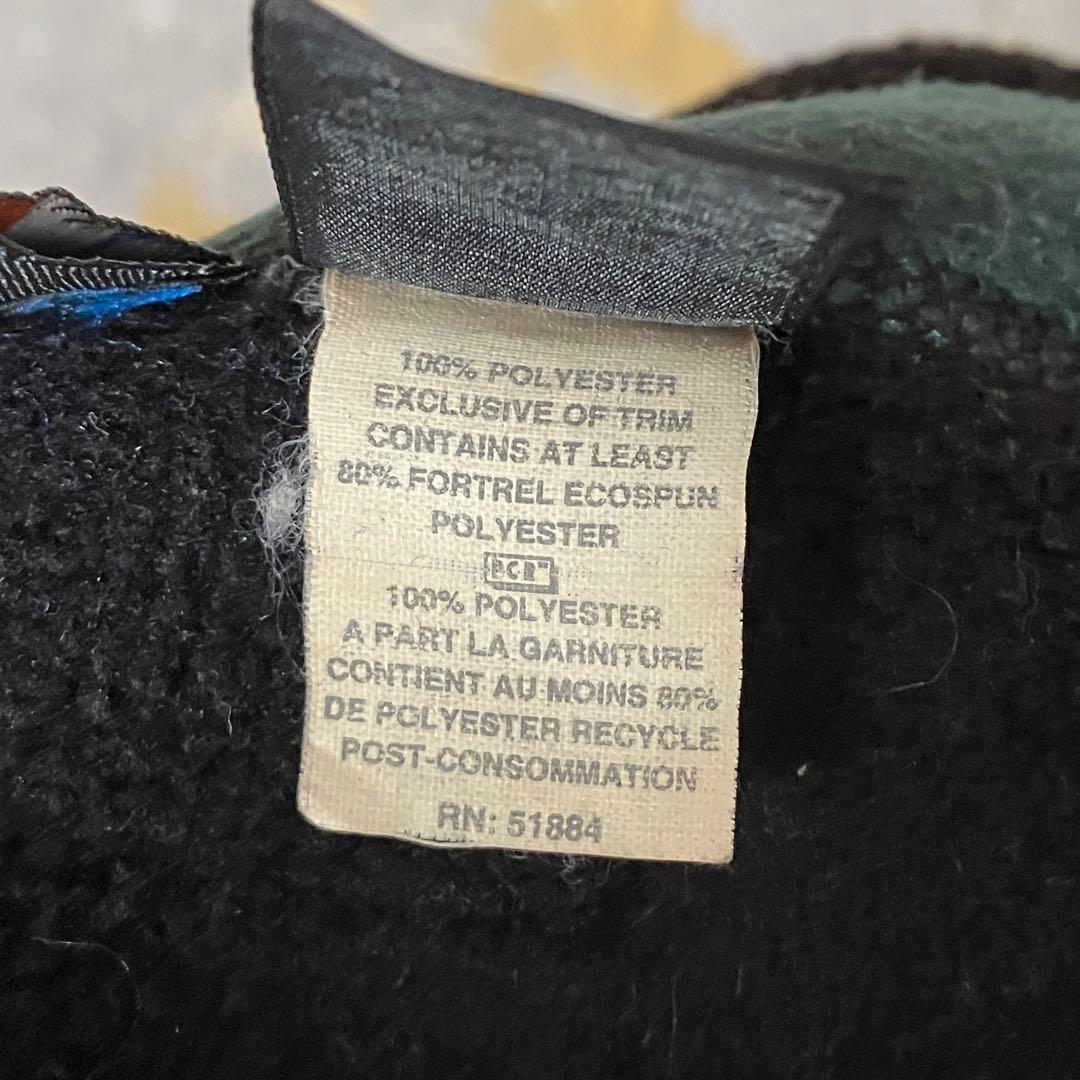 100% POLYESTER
EXCLUSIVE OF TRIM
CONTAINS AT LEAST
80% FORTREL ECOSPUN
POLYESTER
PCR™
100% POLYESTER
A PART LA GARNITURE
CONTIENT AU MOINS 80%
DE POLYESTER RECYCLE
POST-CONSOMMATION
RN: 51884